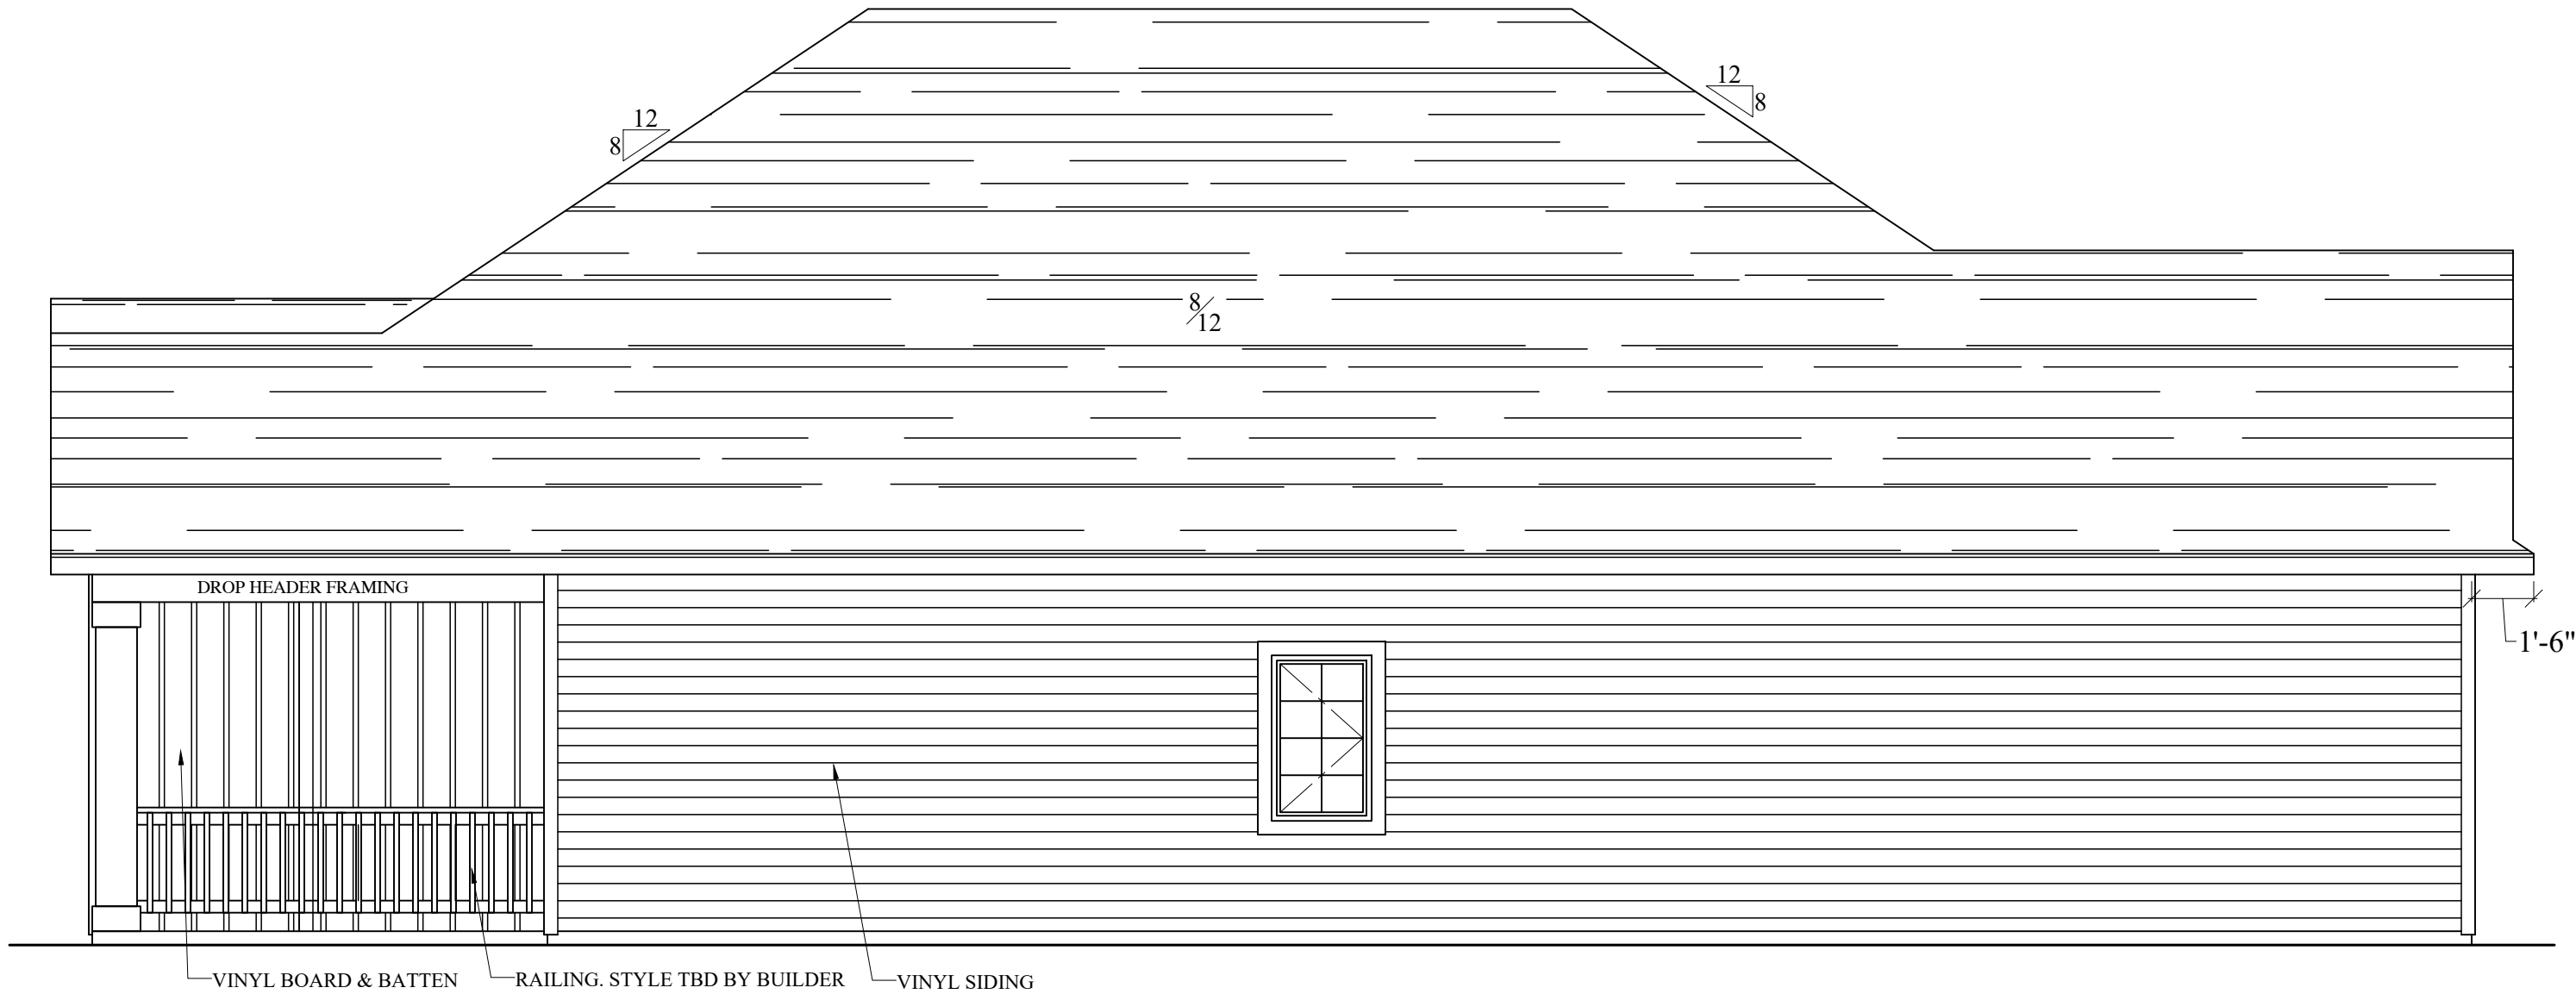 12
8
12
8
8/12
DROP HEADER FRAMING
1'-6"
VINYL BOARD & BATTEN
RAILING. STYLE TBD BY BUILDER
VINYL SIDING